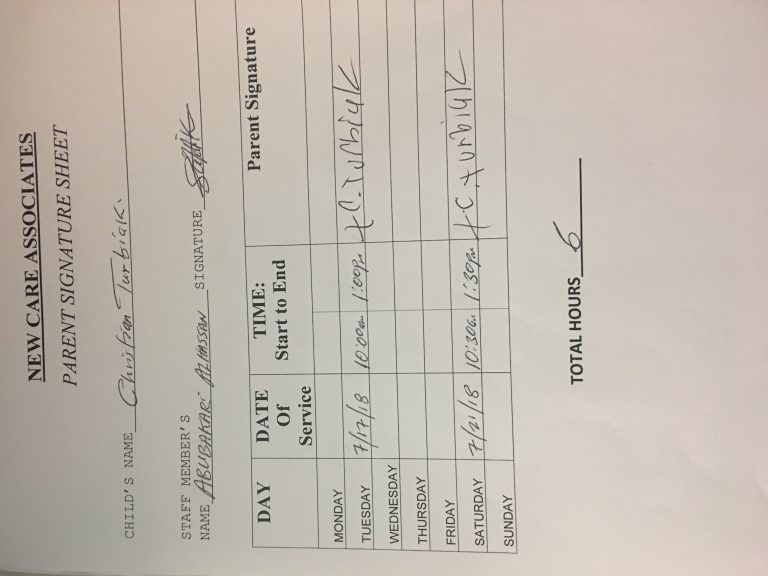 NEW CARE ASSOCIATES
PARENT SIGNATURE SHEET
CHILD'S NAME Christian Turbiak.
STAFF MEMBER'S
NAME ABUBAKARI ALHASSAN SIGNATURE
DAY DATE Of Service TIME: Start to End Parent Signature
MONDAY
TUESDAY 7/17/18 10:00am 1:00pm x C. Turbiak
WEDNESDAY
THURSDAY
FRIDAY
SATURDAY 7/21/18 10:30am 1:30pm x C. turbiak
SUNDAY
TOTAL HOURS 6